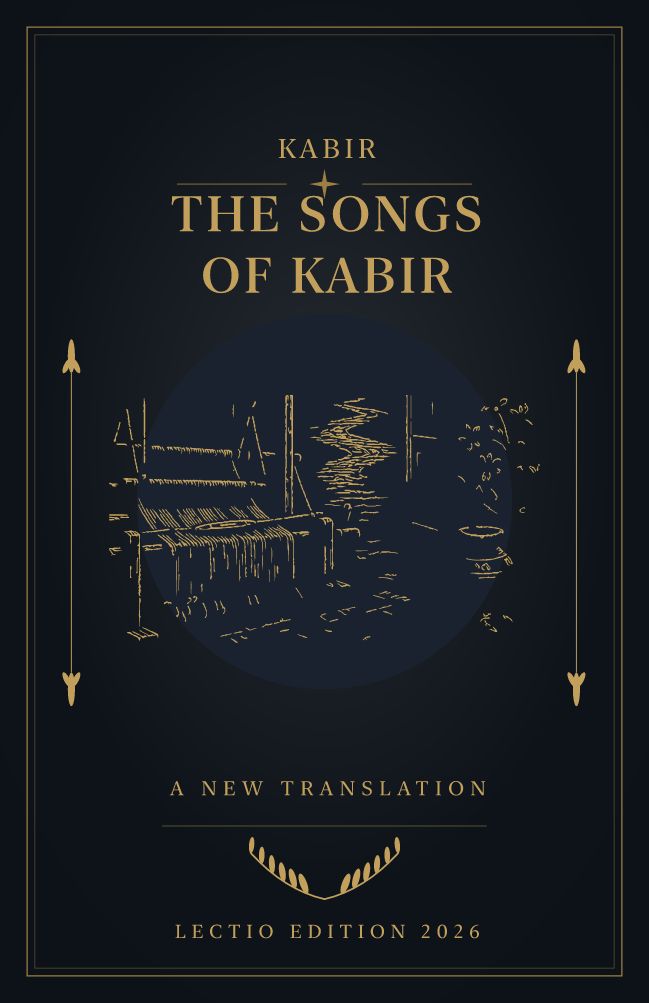 KABIR
THE SONGS
OF KABIR
A NEW TRANSLATION
LECTIO EDITION 2026